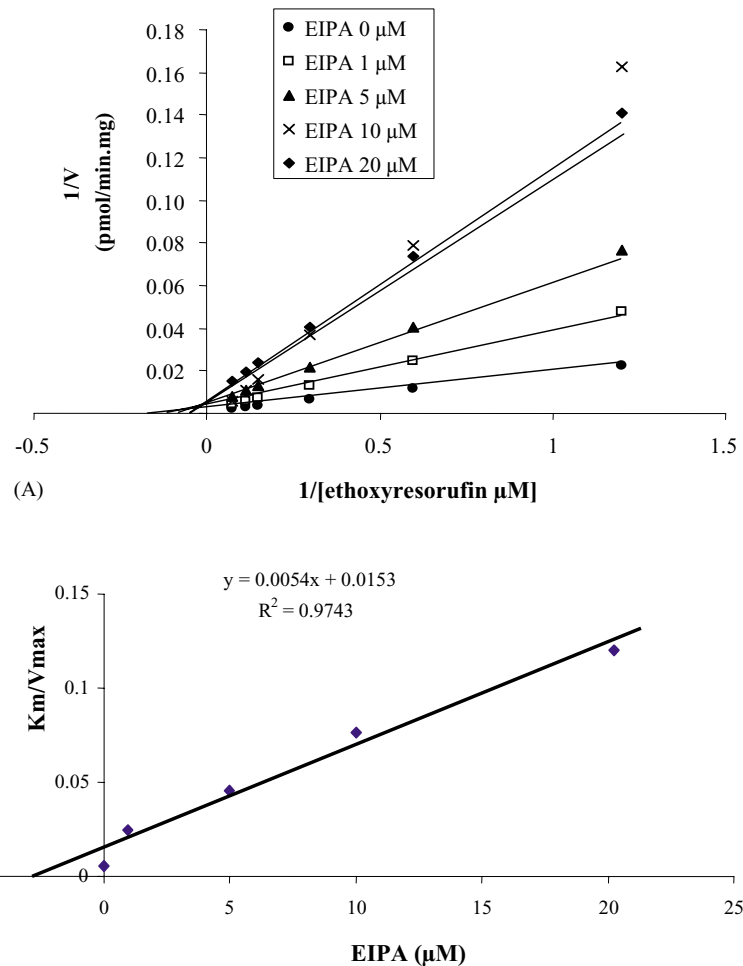 EIPA 0 μM
EIPA 1 μM
EIPA 5 μM
EIPA 10 μM
EIPA 20 μM
1/V
(pmol/min.mg)
0.18
0.16
0.14
0.12
0.10
0.08
0.06
0.04
0.02
-0.5
0
0.5
1
1.5
(A)
1/[ethoxyresorufin μM]
y = 0.0054x + 0.0153
R² = 0.9743
Km/Vmax
0.15
0.1
0.05
0
0
5
10
15
20
25
EIPA (μM)